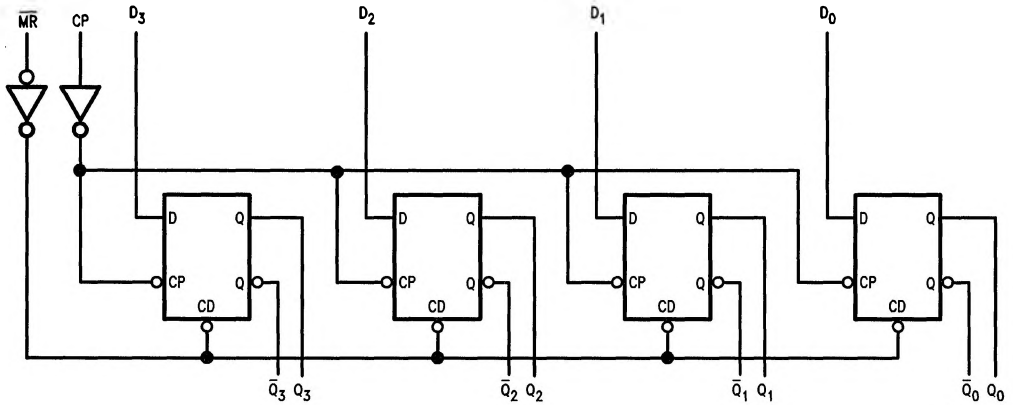 M̅R̅ CP D3 D2 D1 D0
D Q D Q D Q D Q
CP Q CP Q CP Q CP Q
CD CD CD CD
Q̅3 Q3 Q̅2 Q2 Q̅1 Q1 Q̅0 Q0